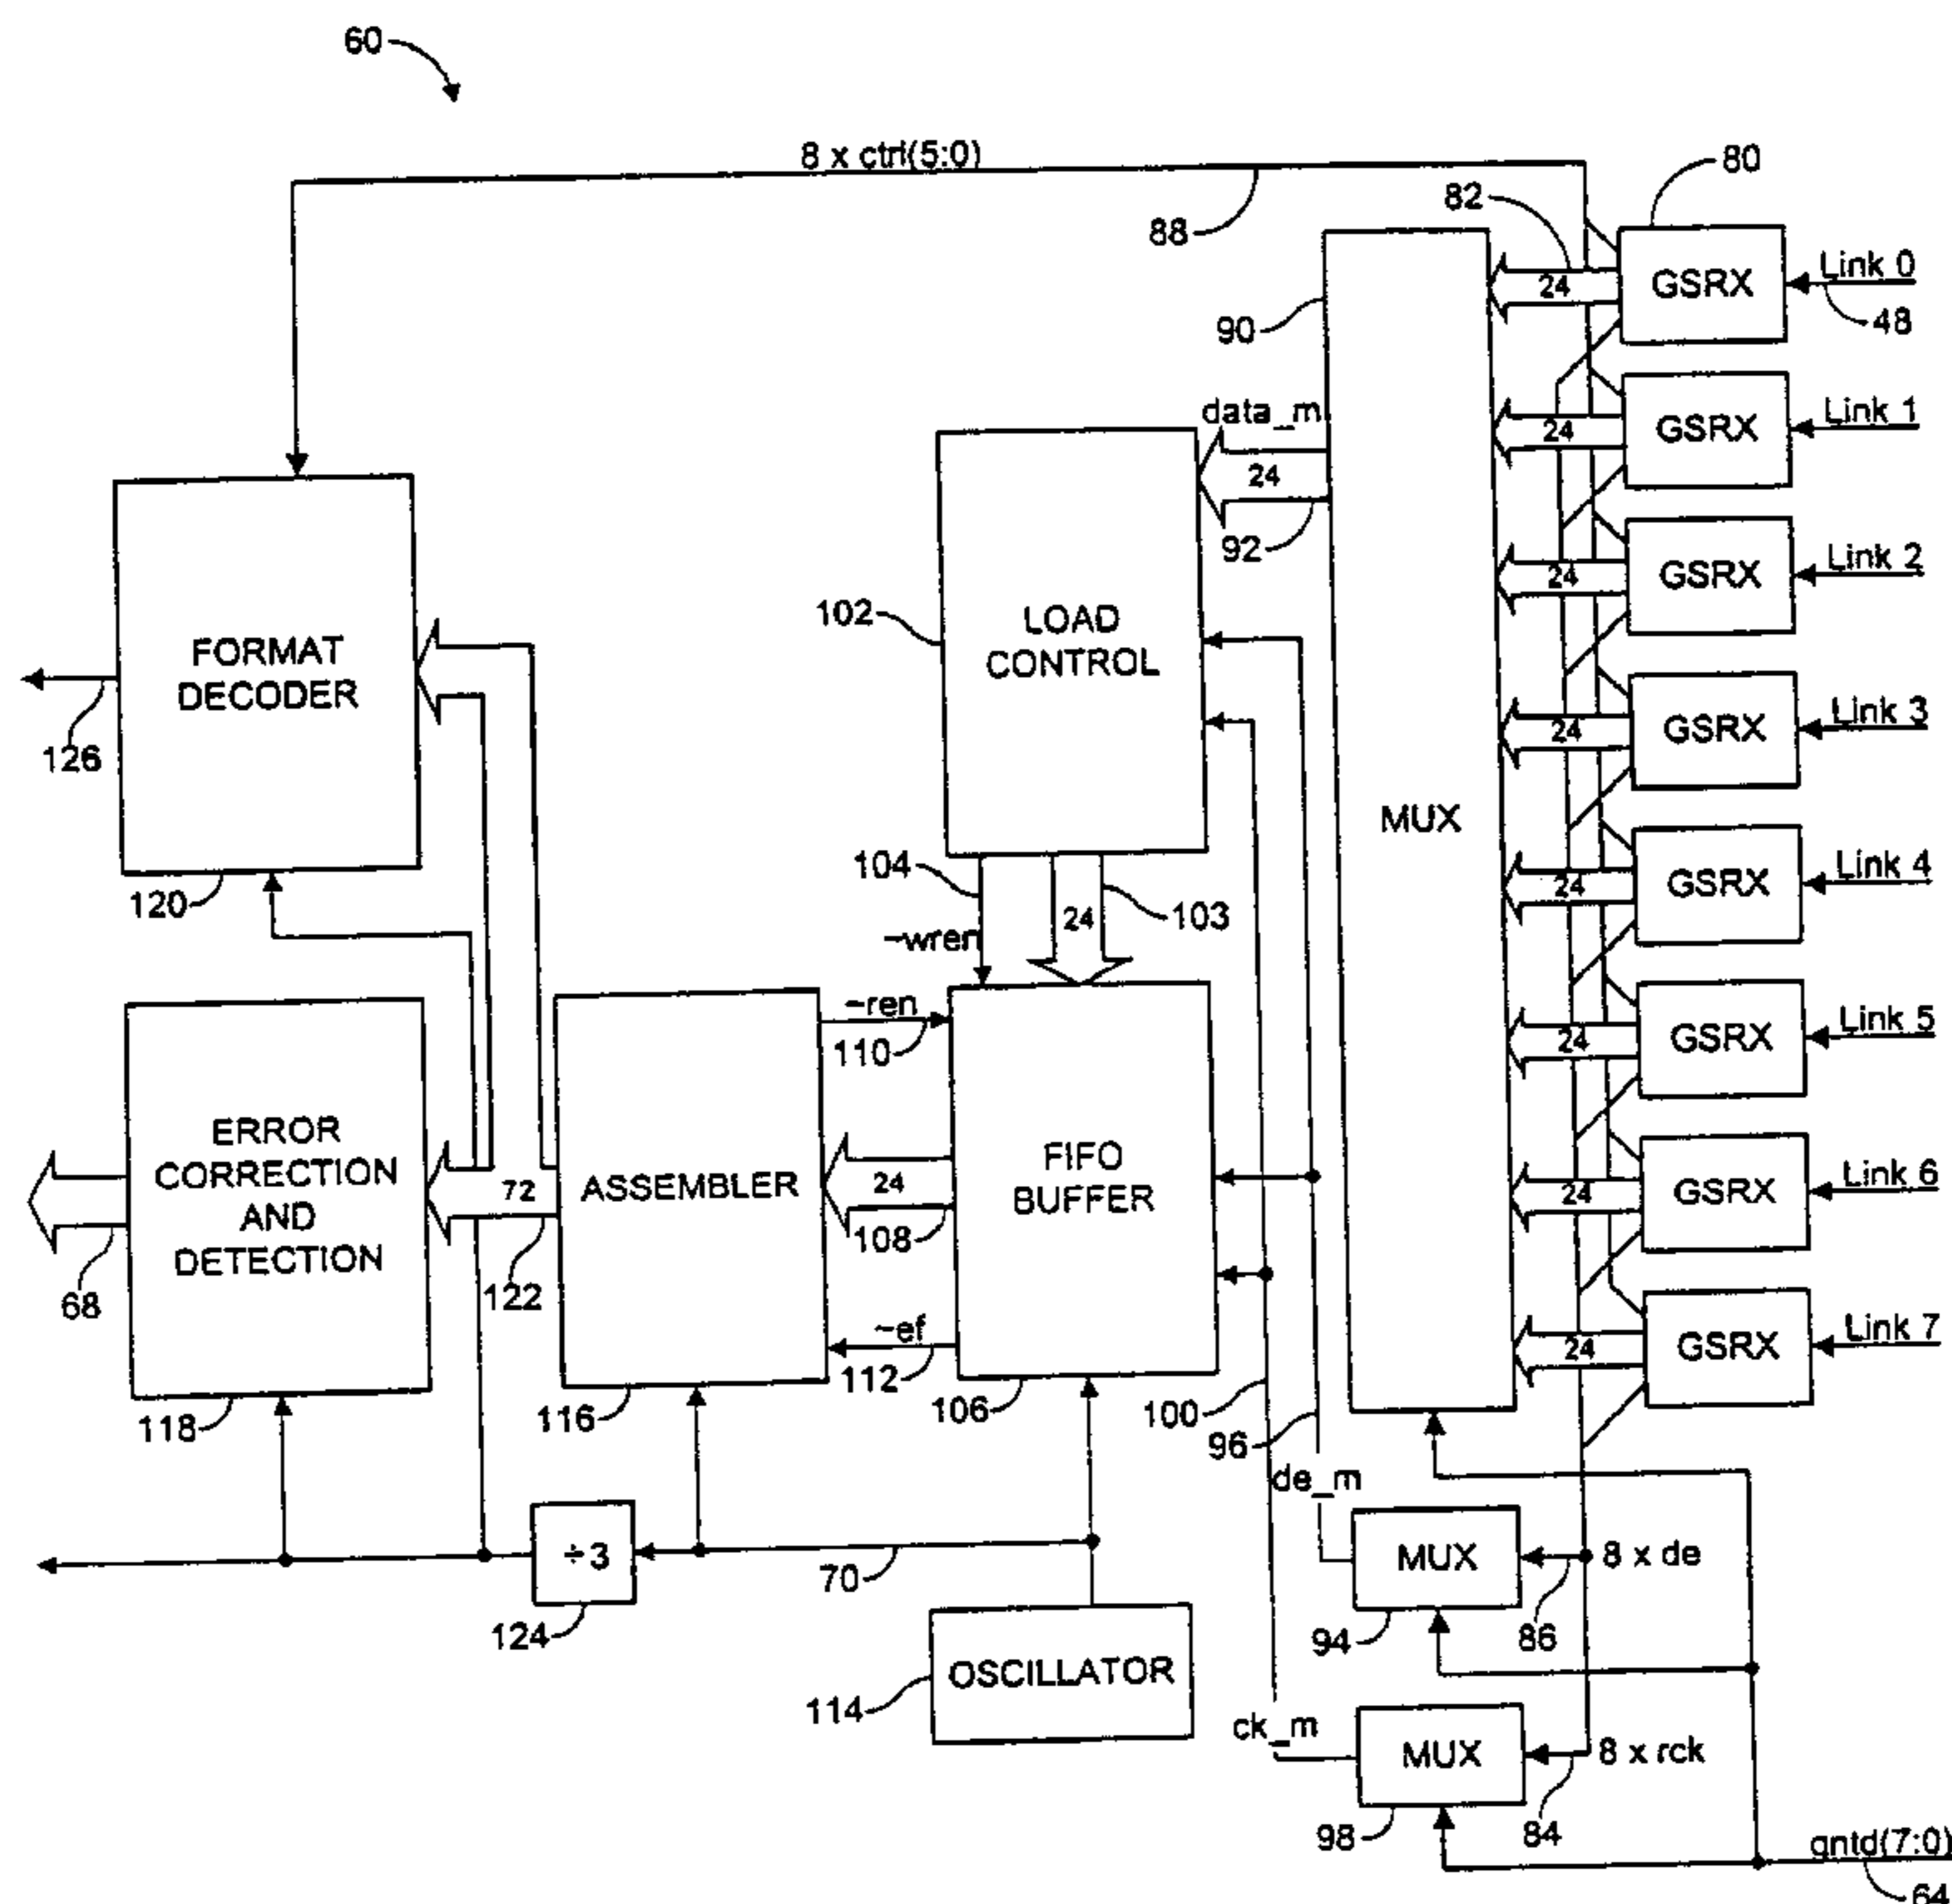 60
8 x ctrl(5:0)
80
82
88
24
GSRX
Link 0
48
90
24
GSRX
Link 1
data_m
24
92
24
GSRX
Link 2
102
LOAD
CONTROL
FORMAT
DECODER
126
24
GSRX
Link 3
MUX
104
24
GSRX
Link 4
120
24
103
~wren
~ren
110
24
GSRX
Link 5
ERROR
CORRECTION
AND
DETECTION
72
ASSEMBLER
24
108
FIFO
BUFFER
24
GSRX
Link 6
68
122
~ef
112
24
GSRX
Link 7
118
116
106
100
96
de_m
÷3
70
MUX
8 x de
124
94
86
OSCILLATOR
114
ck_m
MUX
8 x rck
98
84
gntd(7:0)
64